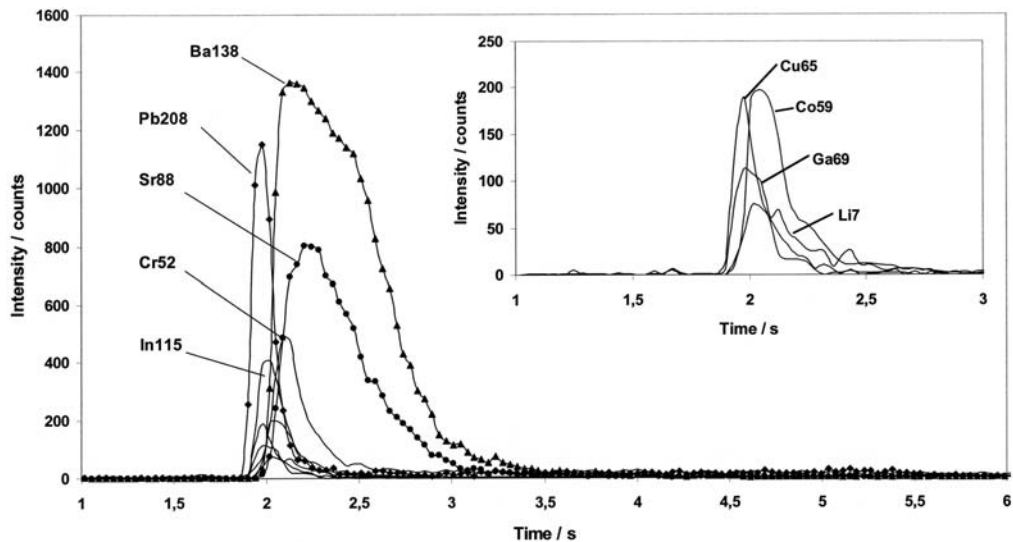 1600
1400
1200
1000
800
600
400
200
0
Intensity / counts
Ba138
Pb208
Sr88
Cr52
In115
1 1,5 2 2,5 3 3,5 4 4,5 5 5,5 6
Time / s
250
200
150
100
50
0
Intensity / counts
Cu65
Co59
Ga69
Li7
1 1,5 2 2,5 3
Time / s